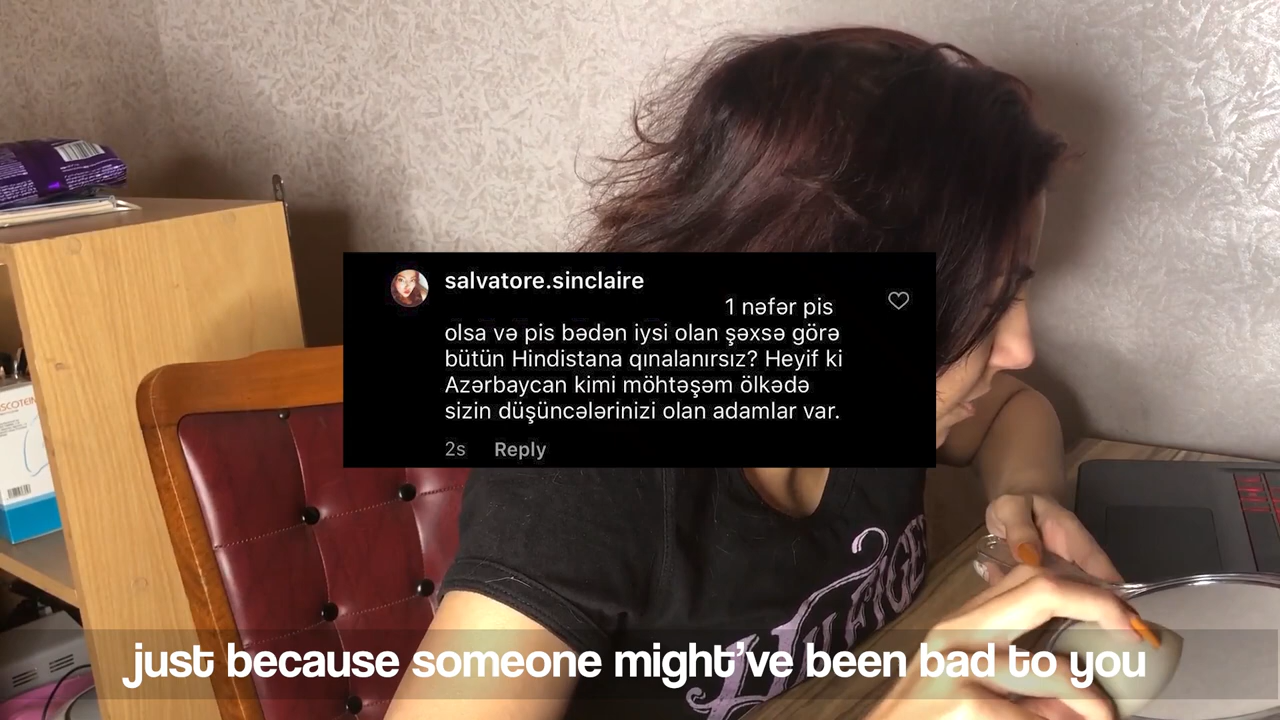 salvatore.sinclaire
1 nəfər pis
olsa və pis bədən iysi olan şəxsə görə
bütün Hindistana qınalanırsız? Heyif ki
Azərbaycan kimi möhtəşəm ölkədə
sizin düşüncələrinizi olan adamlar var.
2s Reply
just because someone might've been bad to you